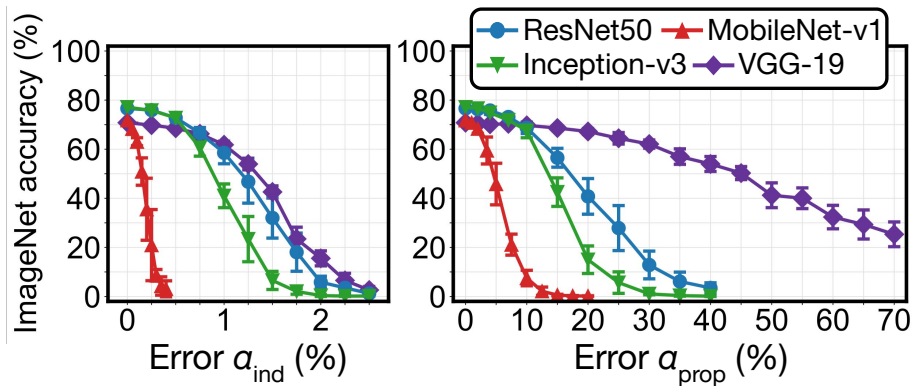 ResNet50 MobileNet-v1
Inception-v3 VGG-19
ImageNet accuracy (%)
100
80
60
40
20
0
0 1 2
Error α_ind (%)
100
80
60
40
20
0
0 10 20 30 40 50 60 70
Error α_prop (%)